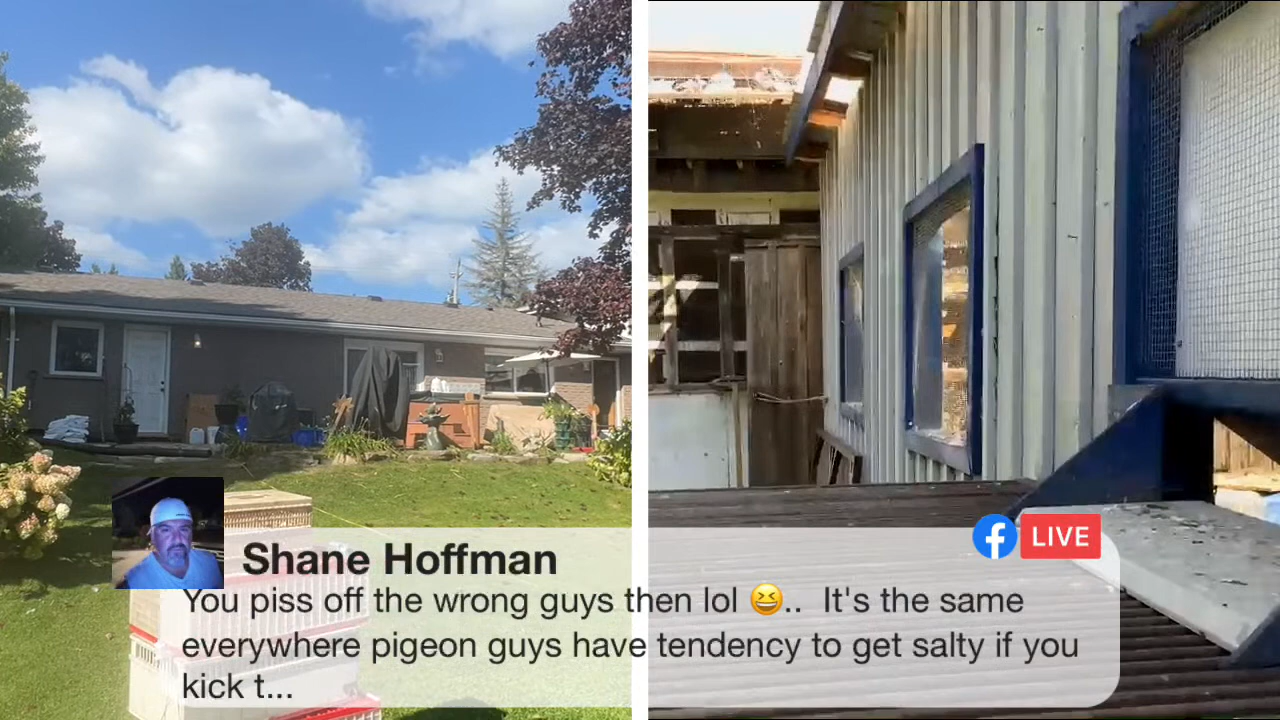 Shane Hoffman
f LIVE
You piss off the wrong guys then lol 😆..  It's the same
everywhere pigeon guys have tendency to get salty if you
kick t...